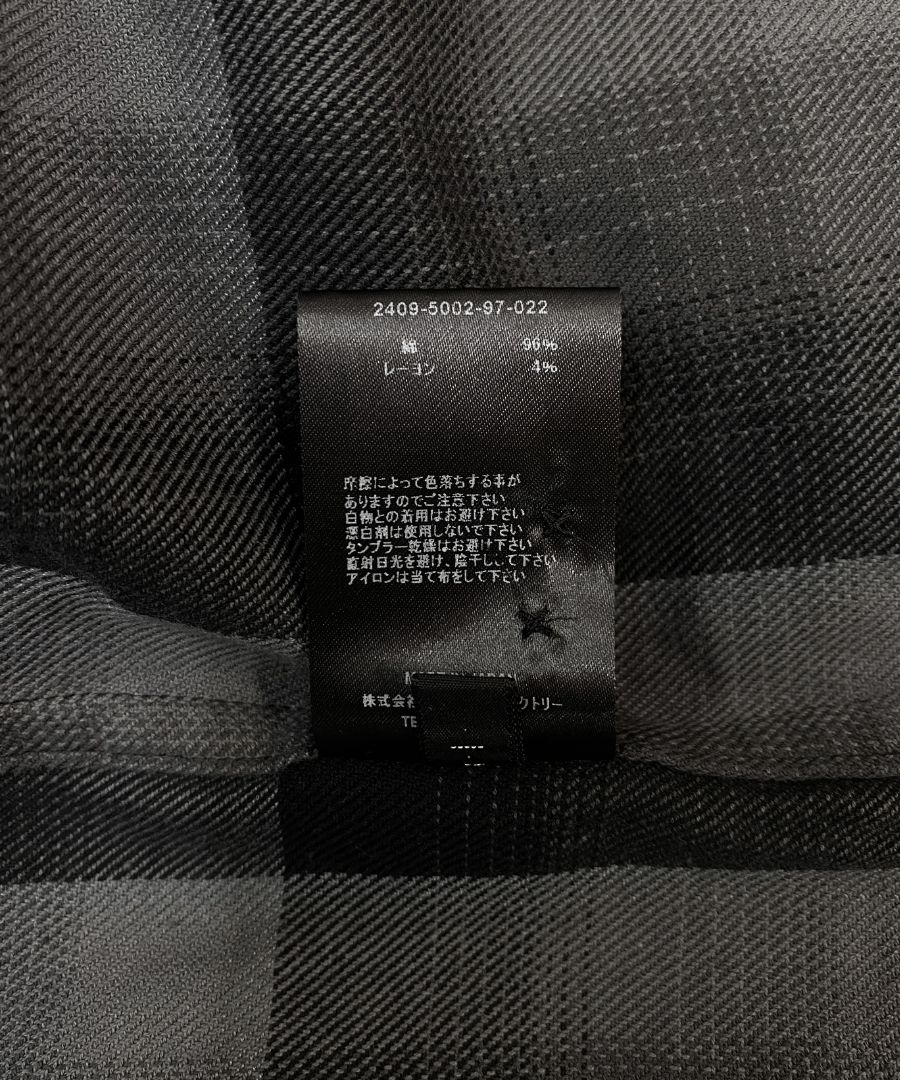 2409-5002-97-022
綿 96%
レーヨン 4%
摩擦によって色落ちする事が
ありますのでご注意下さい
白物との着用はお避け下さい
漂白剤は使用しないで下さい
タンブラー乾燥はお避け下さい
直射日光を避け、陰干しして下さい
アイロンは当て布をして下さい
株式会 クトリー
TE